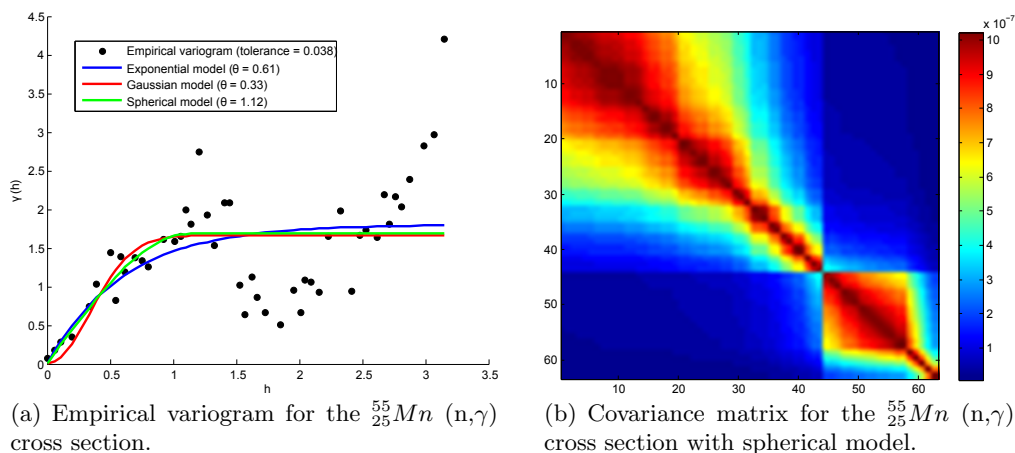 4.5
4
3.5
3
2.5
2
1.5
1
0.5
0
γ(h)
Empirical variogram (tolerance = 0.038)
Exponential model (θ = 0.61)
Gaussian model (θ = 0.33)
Spherical model (θ = 1.12)
0 0.5 1 1.5 2 2.5 3 3.5
h
(a) Empirical variogram for the $^{55}_{25}Mn$ (n,γ)
cross section.
x 10⁻⁷
10
9
8
7
6
5
4
3
2
1
10
20
30
40
50
60
10 20 30 40 50 60
(b) Covariance matrix for the $^{55}_{25}Mn$ (n,γ)
cross section with spherical model.